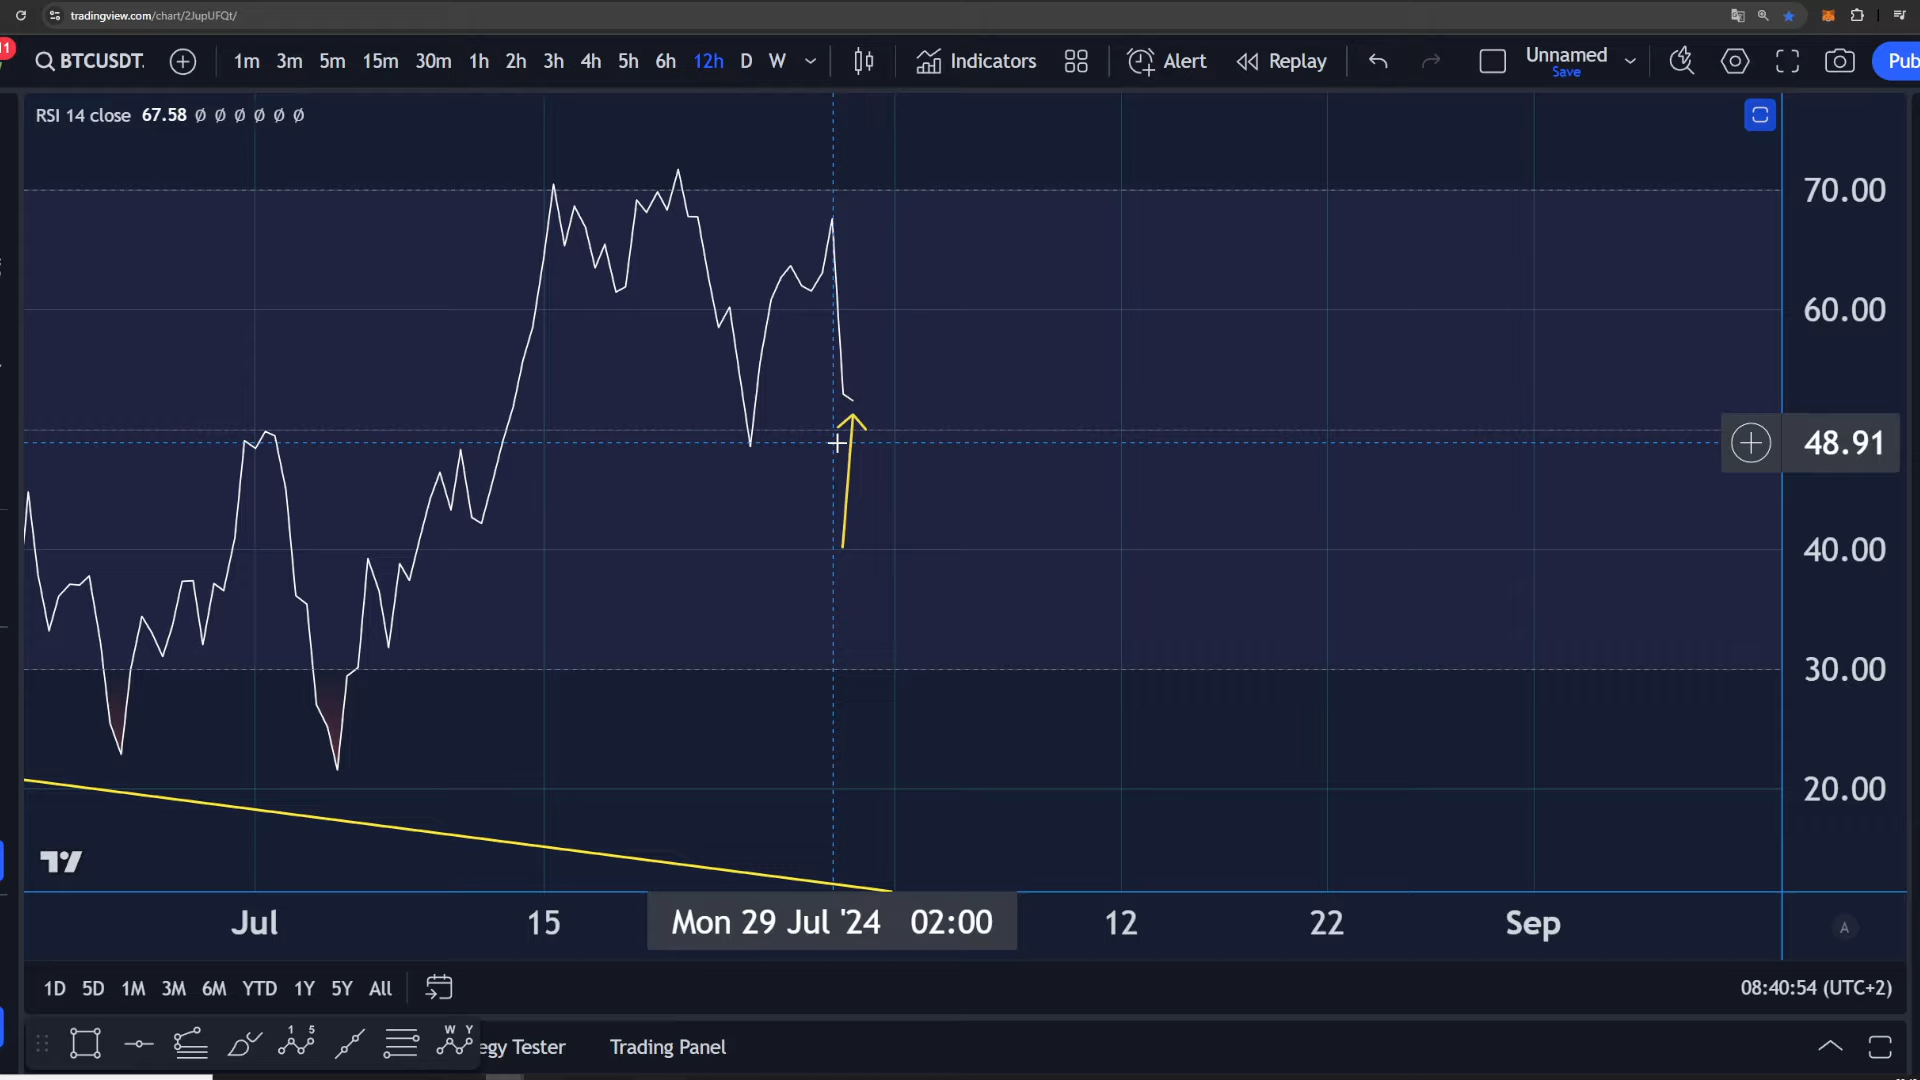 tradingview.com/chart/2JupUFQt/
11
BTCUSDT. 1m 3m 5m 15m 30m 1h 2h 3h 4h 5h 6h 12h D W Indicators Alert Replay Unnamed Pub
Save
RSI 14 close 67.58 Ø Ø Ø Ø Ø Ø
70.00
60.00
48.91
40.00
30.00
20.00
Jul 15 Mon 29 Jul '24 02:00 12 22 Sep
A
1D 5D 1M 3M 6M YTD 1Y 5Y All 08:40:54 (UTC+2)
1 5 W Y
egy Tester Trading Panel